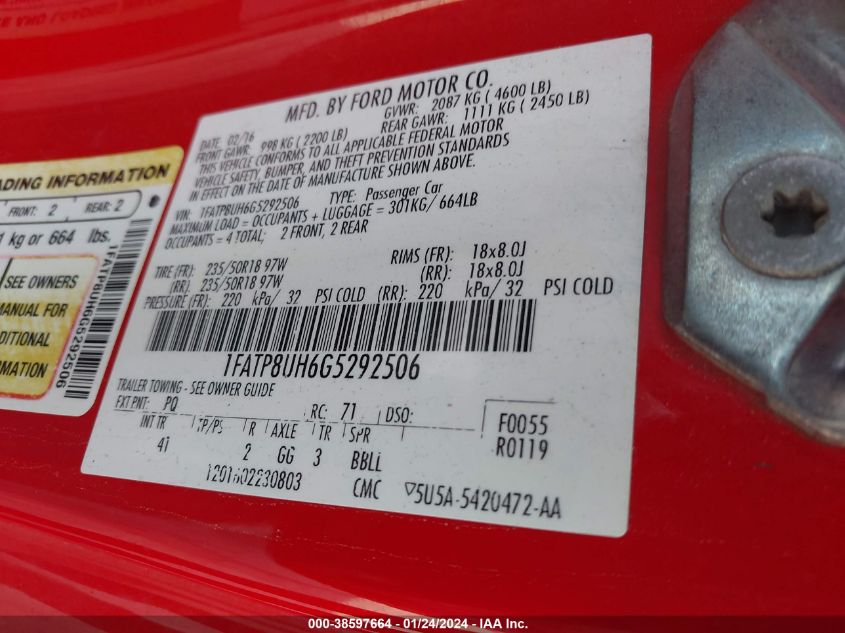 MFD. BY FORD MOTOR CO.
DATE: 02/16 GVWR: 2087 KG ( 4600 LB)
FRONT GAWR: 998 KG ( 2200 LB) REAR GAWR: 1111 KG ( 2450 LB)
THIS VEHICLE CONFORMS TO ALL APPLICABLE FEDERAL MOTOR
VEHICLE SAFETY, BUMPER, AND THEFT PREVENTION STANDARDS
IN EFFECT ON THE DATE OF MANUFACTURE SHOWN ABOVE.
VIN: 1FATP8UH6G5292506 TYPE: Passenger Car
MAXIMUM LOAD = OCCUPANTS + LUGGAGE = 301KG/ 664LB
OCCUPANTS = 4 TOTAL, 2 FRONT, 2 REAR
TIRE (FR): 235/50R18 97W RIMS (FR): 18x8.0J
(RR): 235/50R18 97W (RR): 18x8.0J
PRESSURE (FR): 220 kPa/ 32 PSI COLD (RR): 220 kPa/ 32 PSI COLD
1FATP8UH6G5292506
TRAILER TOWING - SEE OWNER GUIDE
EXT PNT: PQ RC: 71 DSO: F0055
INT TR TP/PS R AXLE TR SPR R0119
41 2 GG 3 BBLL
1201602230803 CMC ▽5U5A-5420472-AA
ADING INFORMATION
FRONT: 2 REAR: 2
1 kg or 664 lbs.
SEE OWNERS
MANUAL FOR
DITIONAL
INFORMATION
1FATP8UH6G5292506
000-38597664 - 01/24/2024 - IAA Inc.